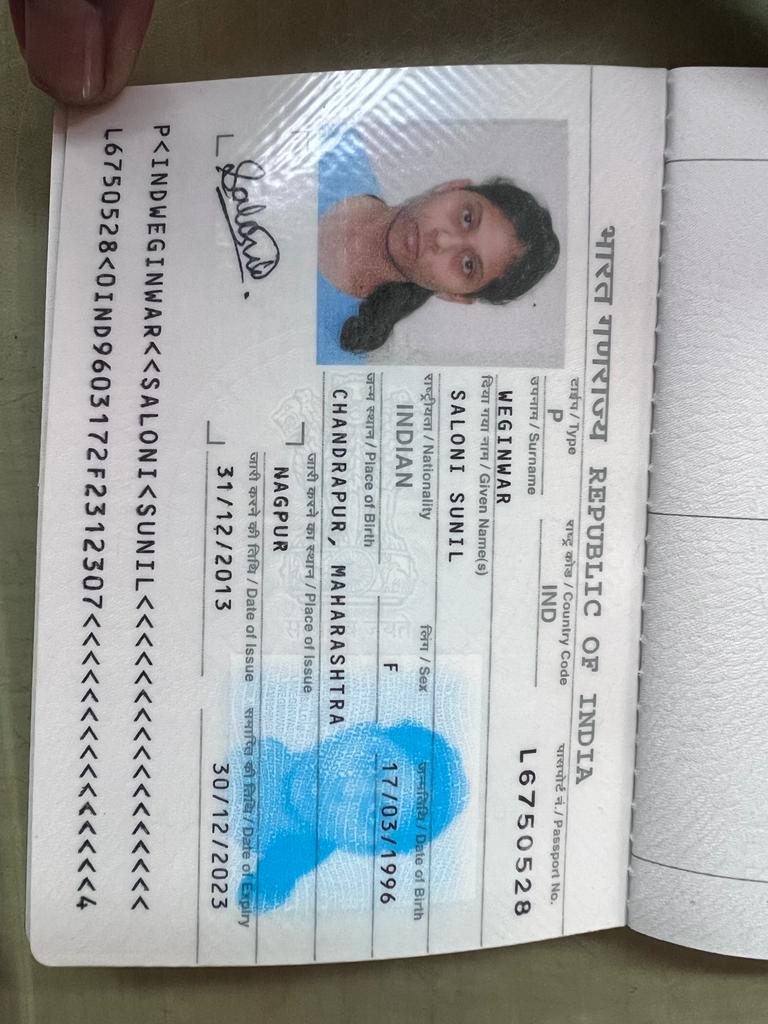 भारत गणराज्य REPUBLIC OF INDIA
टाईप / Type
P
राष्ट्र कोड / Country Code
IND
पासपोर्ट नं. / Passport No.
L6750528
उपनाम / Surname
WEGINWAR
दिया गया नाम / Given Name(s)
SALONI SUNIL
राष्ट्रीयता / Nationality
INDIAN
लिंग / Sex
F
जन्मतिथि / Date of Birth
17/03/1996
जन्म स्थान / Place of Birth
CHANDRAPUR, MAHARASHTRA
जारी करने का स्थान / Place of Issue
NAGPUR
जारी करने की तिथि / Date of Issue
31/12/2013
समाप्ति की तिथि / Date of Expiry
30/12/2023
Saloni
P<INDWEGINWAR<<SALONI<SUNIL<<<<<<<<<<<<<<<<<
L6750528<0IND9603172F2312307<<<<<<<<<<<<<<<4